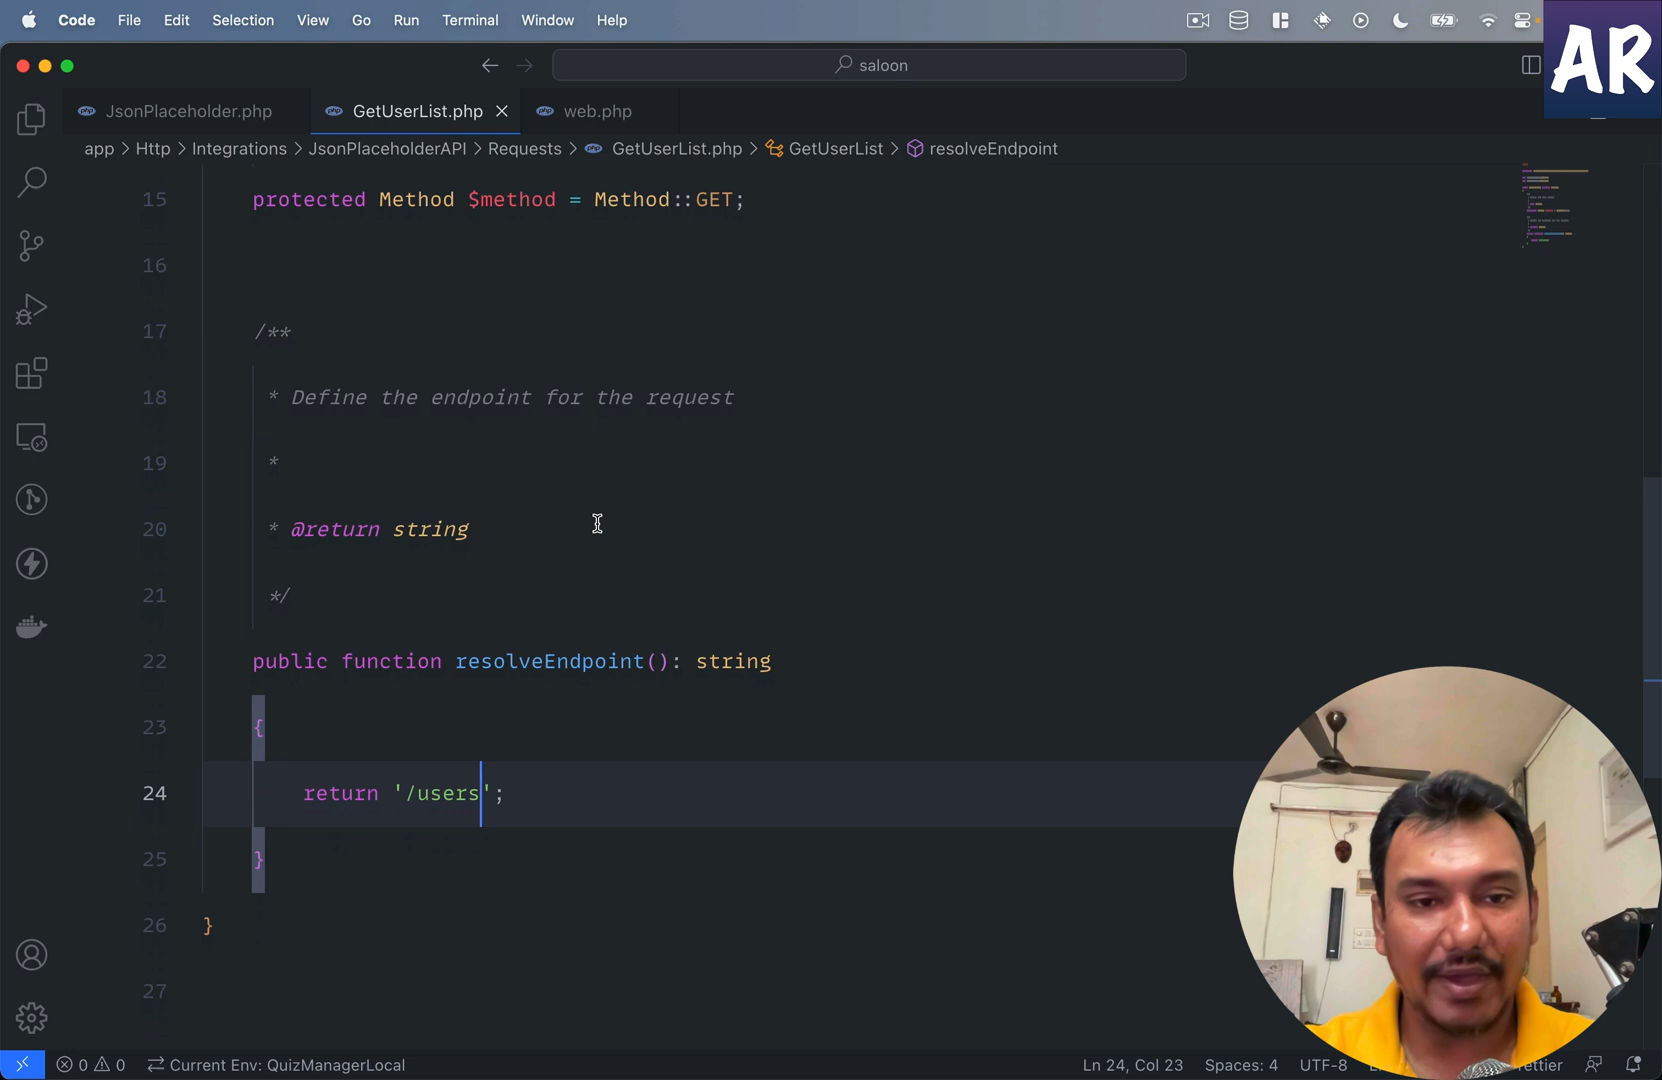 Code File Edit Selection View Go Run Terminal Window Help
AR
saloon
JsonPlaceholder.php GetUserList.php web.php
app > Http > Integrations > JsonPlaceholderAPI > Requests > GetUserList.php > GetUserList > resolveEndpoint
15 protected Method $method = Method::GET;
16
17 /**
18 * Define the endpoint for the request
19 *
20 * @return string
21 */
22 public function resolveEndpoint(): string
23 {
24 return '/users';
25 }
26 }
27
0 0 Current Env: QuizManagerLocal Ln 24, Col 23 Spaces: 4 UTF-8